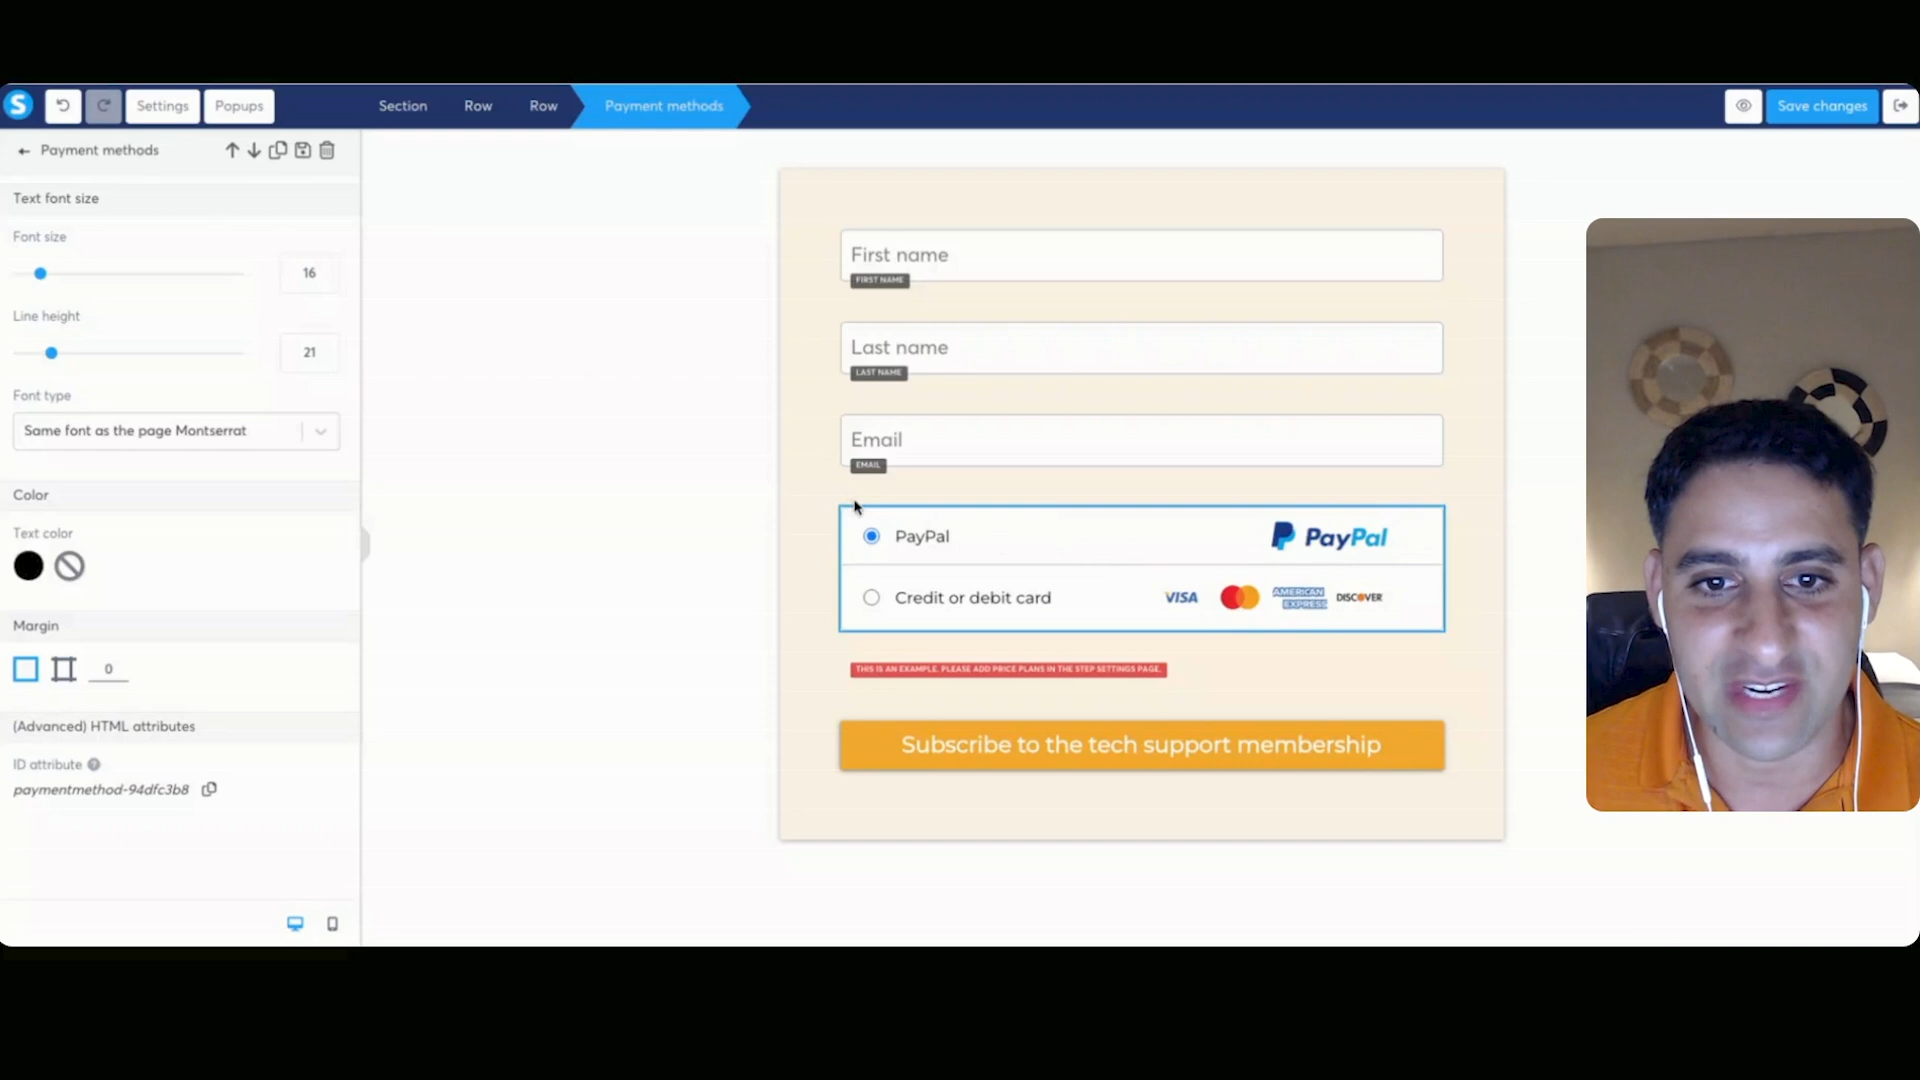 S
Settings
Popups
Section
Row
Row
Payment methods
Save changes
Payment methods
Text font size
Font size
16
Line height
21
Font type
Same font as the page Montserrat
Color
Text color
Margin
0
(Advanced) HTML attributes
ID attribute ?
paymentmethod-94dfc3b8
First name
FIRST NAME
Last name
LAST NAME
Email
EMAIL
PayPal
PayPal
Credit or debit card
VISA
AMERICAN
EXPRESS
DISCOVER
THIS IS AN EXAMPLE. PLEASE ADD PRICE PLANS IN THE STEP SETTINGS PAGE.
Subscribe to the tech support membership